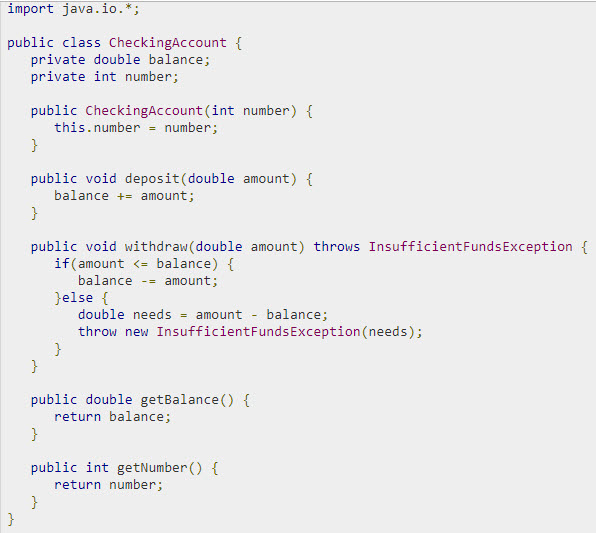 import java.io.*;

public class CheckingAccount {
   private double balance;
   private int number;

   public CheckingAccount(int number) {
      this.number = number;
   }

   public void deposit(double amount) {
      balance += amount;
   }

   public void withdraw(double amount) throws InsufficientFundsException {
      if(amount <= balance) {
         balance -= amount;
      }else {
         double needs = amount - balance;
         throw new InsufficientFundsException(needs);
      }
   }

   public double getBalance() {
      return balance;
   }

   public int getNumber() {
      return number;
   }
}